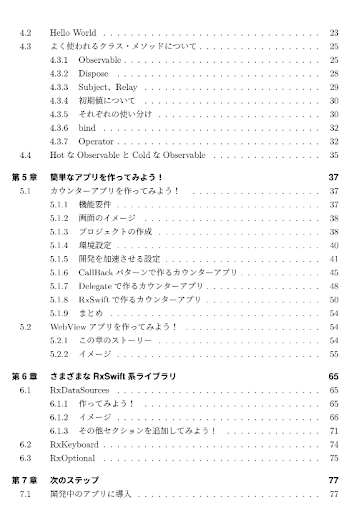 4.2 Hello World . . . . . . . . . . . . . . . . . . . . 23
4.3 よく使われるクラス・メソッドについて . . . . . . . . . . 25
4.3.1 Observable . . . . . . . . . . . . . . . . . . . . 25
4.3.2 Dispose . . . . . . . . . . . . . . . . . . . . 28
4.3.3 Subject、Relay . . . . . . . . . . . . . . . . . . . . 29
4.3.4 初期値について . . . . . . . . . . . . . . . . . . . . 30
4.3.5 それぞれの使い分け . . . . . . . . . . . . . . . . . . . . 30
4.3.6 bind . . . . . . . . . . . . . . . . . . . . 32
4.3.7 Operator . . . . . . . . . . . . . . . . . . . . 32
4.4 Hot な Observable と Cold な Observable . . . . . . . . . . 35
第 5 章 簡単なアプリを作ってみよう！ 37
5.1 カウンターアプリを作ってみよう！ . . . . . . . . . . 37
5.1.1 機能要件 . . . . . . . . . . . . . . . . . . . . 37
5.1.2 画面のイメージ . . . . . . . . . . . . . . . . . . . . 38
5.1.3 プロジェクトの作成 . . . . . . . . . . . . . . . . . . . . 38
5.1.4 環境設定 . . . . . . . . . . . . . . . . . . . . 40
5.1.5 開発を加速させる設定 . . . . . . . . . . . . . . . . . . . . 41
5.1.6 CallBack パターンで作るカウンターアプリ . . . . . . . . . . 45
5.1.7 Delegate で作るカウンターアプリ . . . . . . . . . . 48
5.1.8 RxSwift で作るカウンターアプリ . . . . . . . . . . 50
5.1.9 まとめ . . . . . . . . . . . . . . . . . . . . 54
5.2 WebView アプリを作ってみよう！ . . . . . . . . . . 54
5.2.1 この章のストーリー . . . . . . . . . . . . . . . . . . . . 54
5.2.2 イメージ . . . . . . . . . . . . . . . . . . . . 55
第 6 章 さまざまな RxSwift 系ライブラリ 65
6.1 RxDataSources . . . . . . . . . . . . . . . . . . . . 65
6.1.1 作ってみよう！ . . . . . . . . . . . . . . . . . . . . 65
6.1.2 イメージ . . . . . . . . . . . . . . . . . . . . 66
6.1.3 その他セクションを追加してみよう！ . . . . . . . . . . 71
6.2 RxKeyboard . . . . . . . . . . . . . . . . . . . . 74
6.3 RxOptional . . . . . . . . . . . . . . . . . . . . 75
第 7 章 次のステップ 77
7.1 開発中のアプリに導入 . . . . . . . . . . . . . . . . . . . . 77